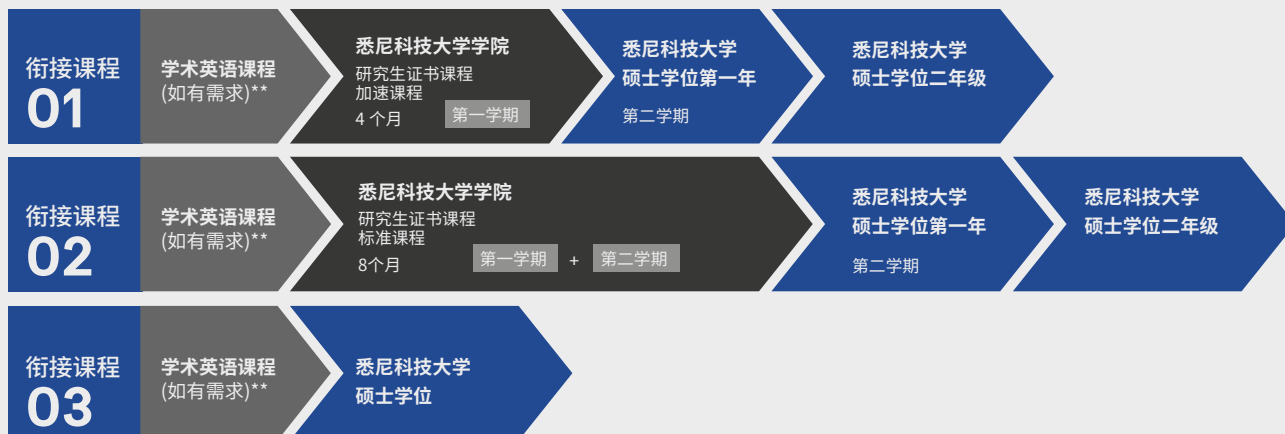 衔接课程
01
学术英语课程
(如有需求)**
悉尼科技大学学院
研究生证书课程
加速课程
4 个月
第一学期
悉尼科技大学
硕士学位第一年
第二学期
悉尼科技大学
硕士学位二年级
衔接课程
02
学术英语课程
(如有需求)**
悉尼科技大学学院
研究生证书课程
标准课程
8个月
第一学期 + 第二学期
悉尼科技大学
硕士学位第一年
第二学期
悉尼科技大学
硕士学位二年级
衔接课程
03
学术英语课程
(如有需求)**
悉尼科技大学
硕士学位